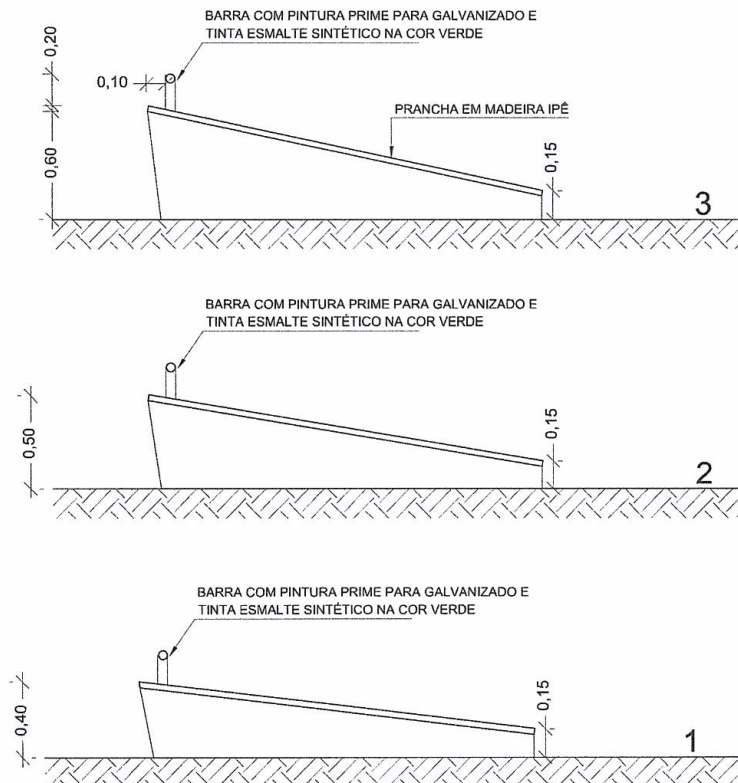 BARRA COM PINTURA PRIME PARA GALVANIZADO E
TINTA ESMALTE SINTÉTICO NA COR VERDE
0,20
0,10
PRANCHA EM MADEIRA IPÊ
0,60
0,15
3
BARRA COM PINTURA PRIME PARA GALVANIZADO E
TINTA ESMALTE SINTÉTICO NA COR VERDE
0,50
0,15
2
BARRA COM PINTURA PRIME PARA GALVANIZADO E
TINTA ESMALTE SINTÉTICO NA COR VERDE
0,40
0,15
1